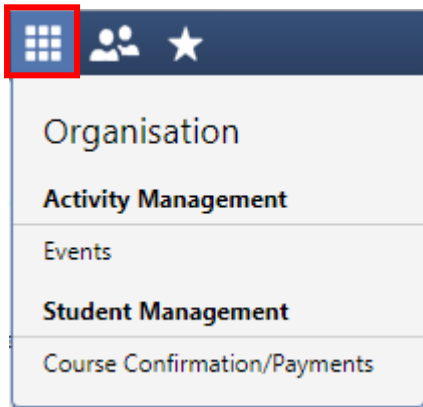 Organisation
Activity Management
Events
Student Management
Course Confirmation/Payments